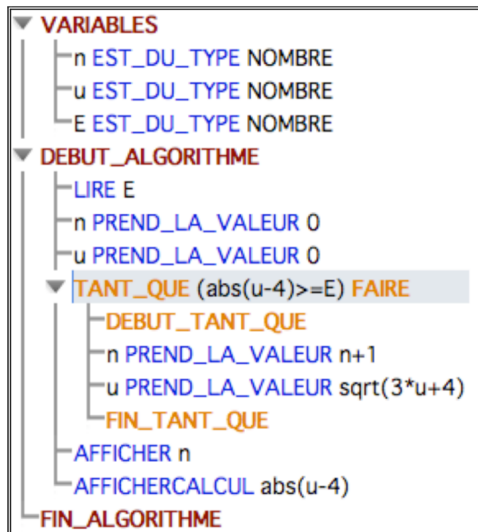 VARIABLES
n EST_DU_TYPE NOMBRE
u EST_DU_TYPE NOMBRE
E EST_DU_TYPE NOMBRE
DEBUT_ALGORITHME
LIRE E
n PREND_LA_VALEUR 0
u PREND_LA_VALEUR 0
TANT_QUE (abs(u-4)>=E) FAIRE
DEBUT_TANT_QUE
n PREND_LA_VALEUR n+1
u PREND_LA_VALEUR sqrt(3*u+4)
FIN_TANT_QUE
AFFICHER n
AFFICHERCALCUL abs(u-4)
FIN_ALGORITHME